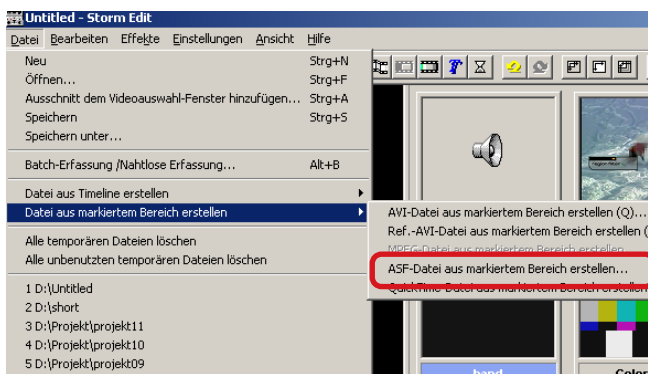 Untitled - Storm Edit
Datei Bearbeiten Effekte Einstellungen Ansicht Hilfe
Neu Strg+N
Öffnen... Strg+F
Ausschnitt dem Videoauswahl-Fenster hinzufügen... Strg+A
Speichern Strg+S
Speichern unter...
Batch-Erfassung /Nahtlose Erfassung... Alt+B
Datei aus Timeline erstellen
Datei aus markiertem Bereich erstellen
Alle temporären Dateien löschen
Alle unbenutzten temporären Dateien löschen
1 D:\Untitled
2 D:\short
3 D:\Projekt\projekt11
4 D:\Projekt\projekt10
5 D:\Projekt\projekt09
AVI-Datei aus markiertem Bereich erstellen (Q)...
Ref.-AVI-Datei aus markiertem Bereich erstellen (
MPEG-Datei aus markiertem Bereich erstellen...
ASF-Datei aus markiertem Bereich erstellen...
QuickTime-Datei aus markiertem Bereich erstellen
band
Color